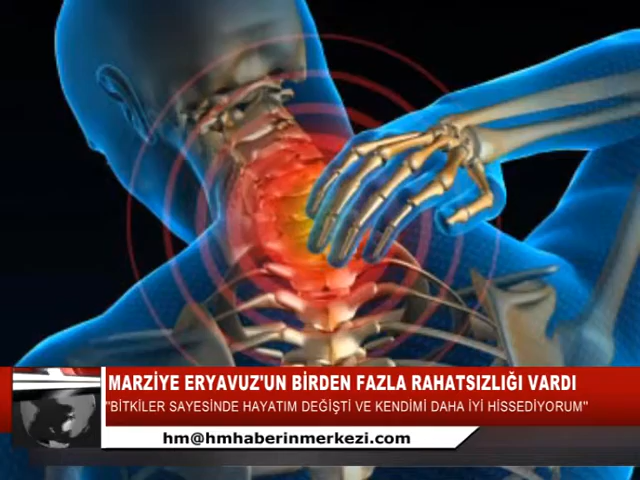 MARZİYE ERYAVUZ'UN BİRDEN FAZLA RAHATSIZLIĞI VARDI
"BİTKİLER SAYESİNDE HAYATIM DEĞİŞTİ VE KENDİMİ DAHA İYİ HİSSEDİYORUM"
hm@hmhaberinmerkezi.com